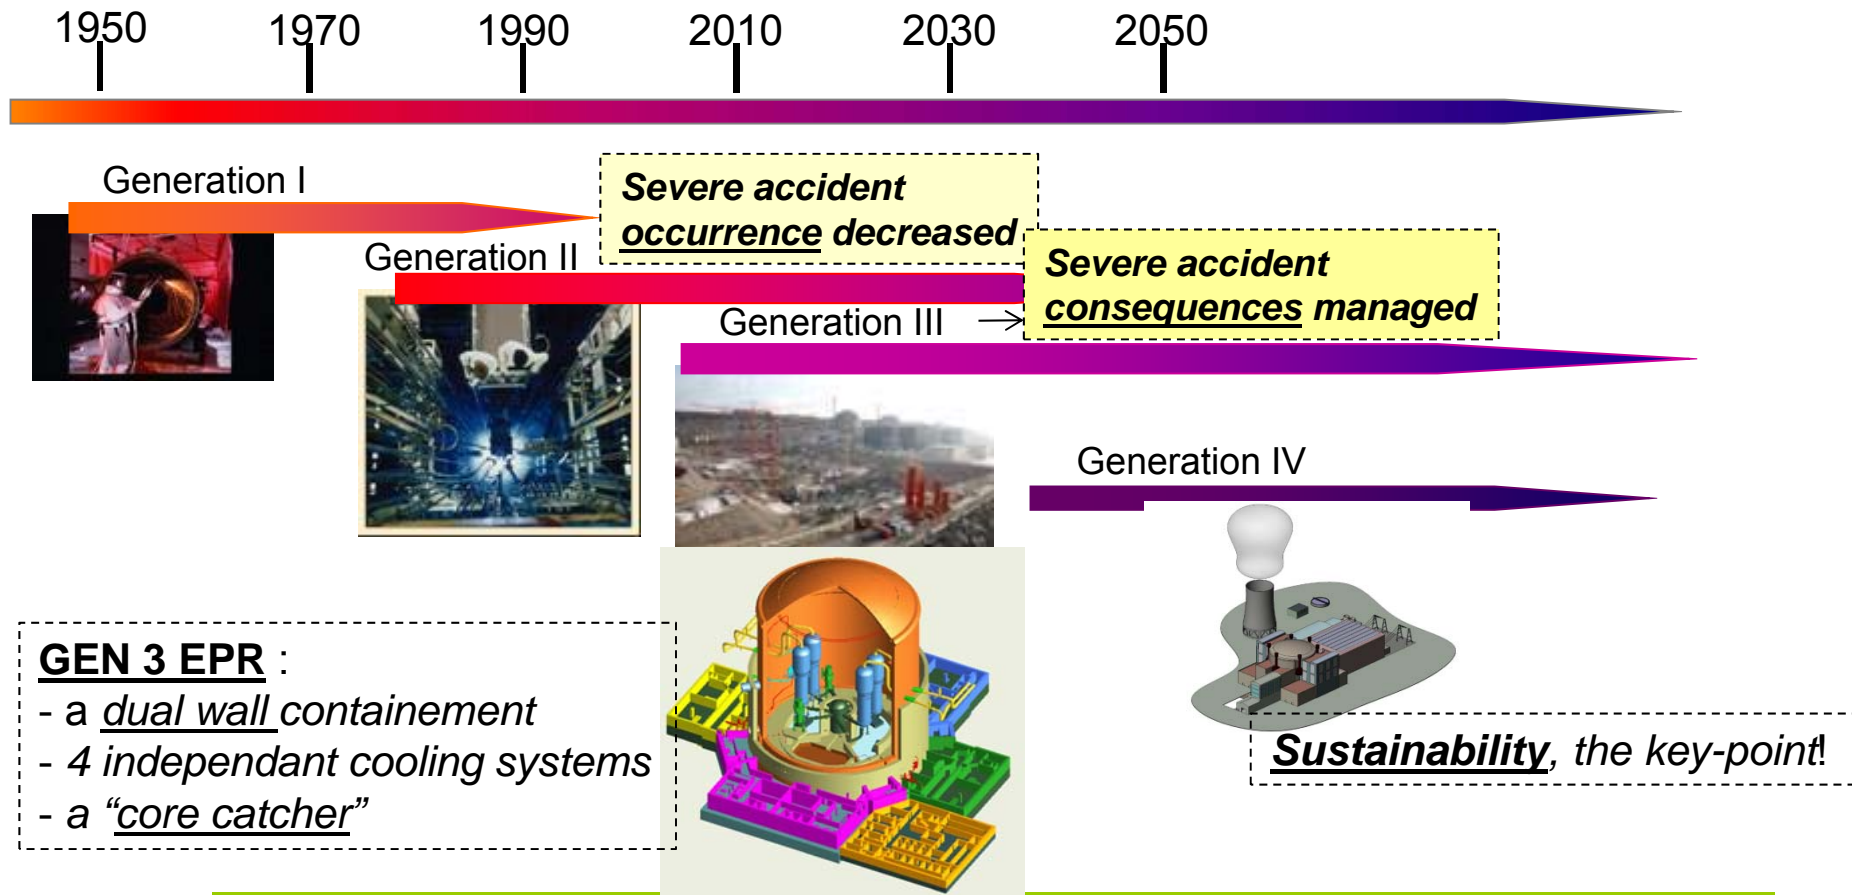 1950 1970 1990 2010 2030 2050
Generation I
Severe accident
occurrence decreased
Generation II
Severe accident
consequences managed
Generation III
Generation IV
GEN 3 EPR :
- a dual wall containement
- 4 independant cooling systems
- a “core catcher”
Sustainability, the key-point!